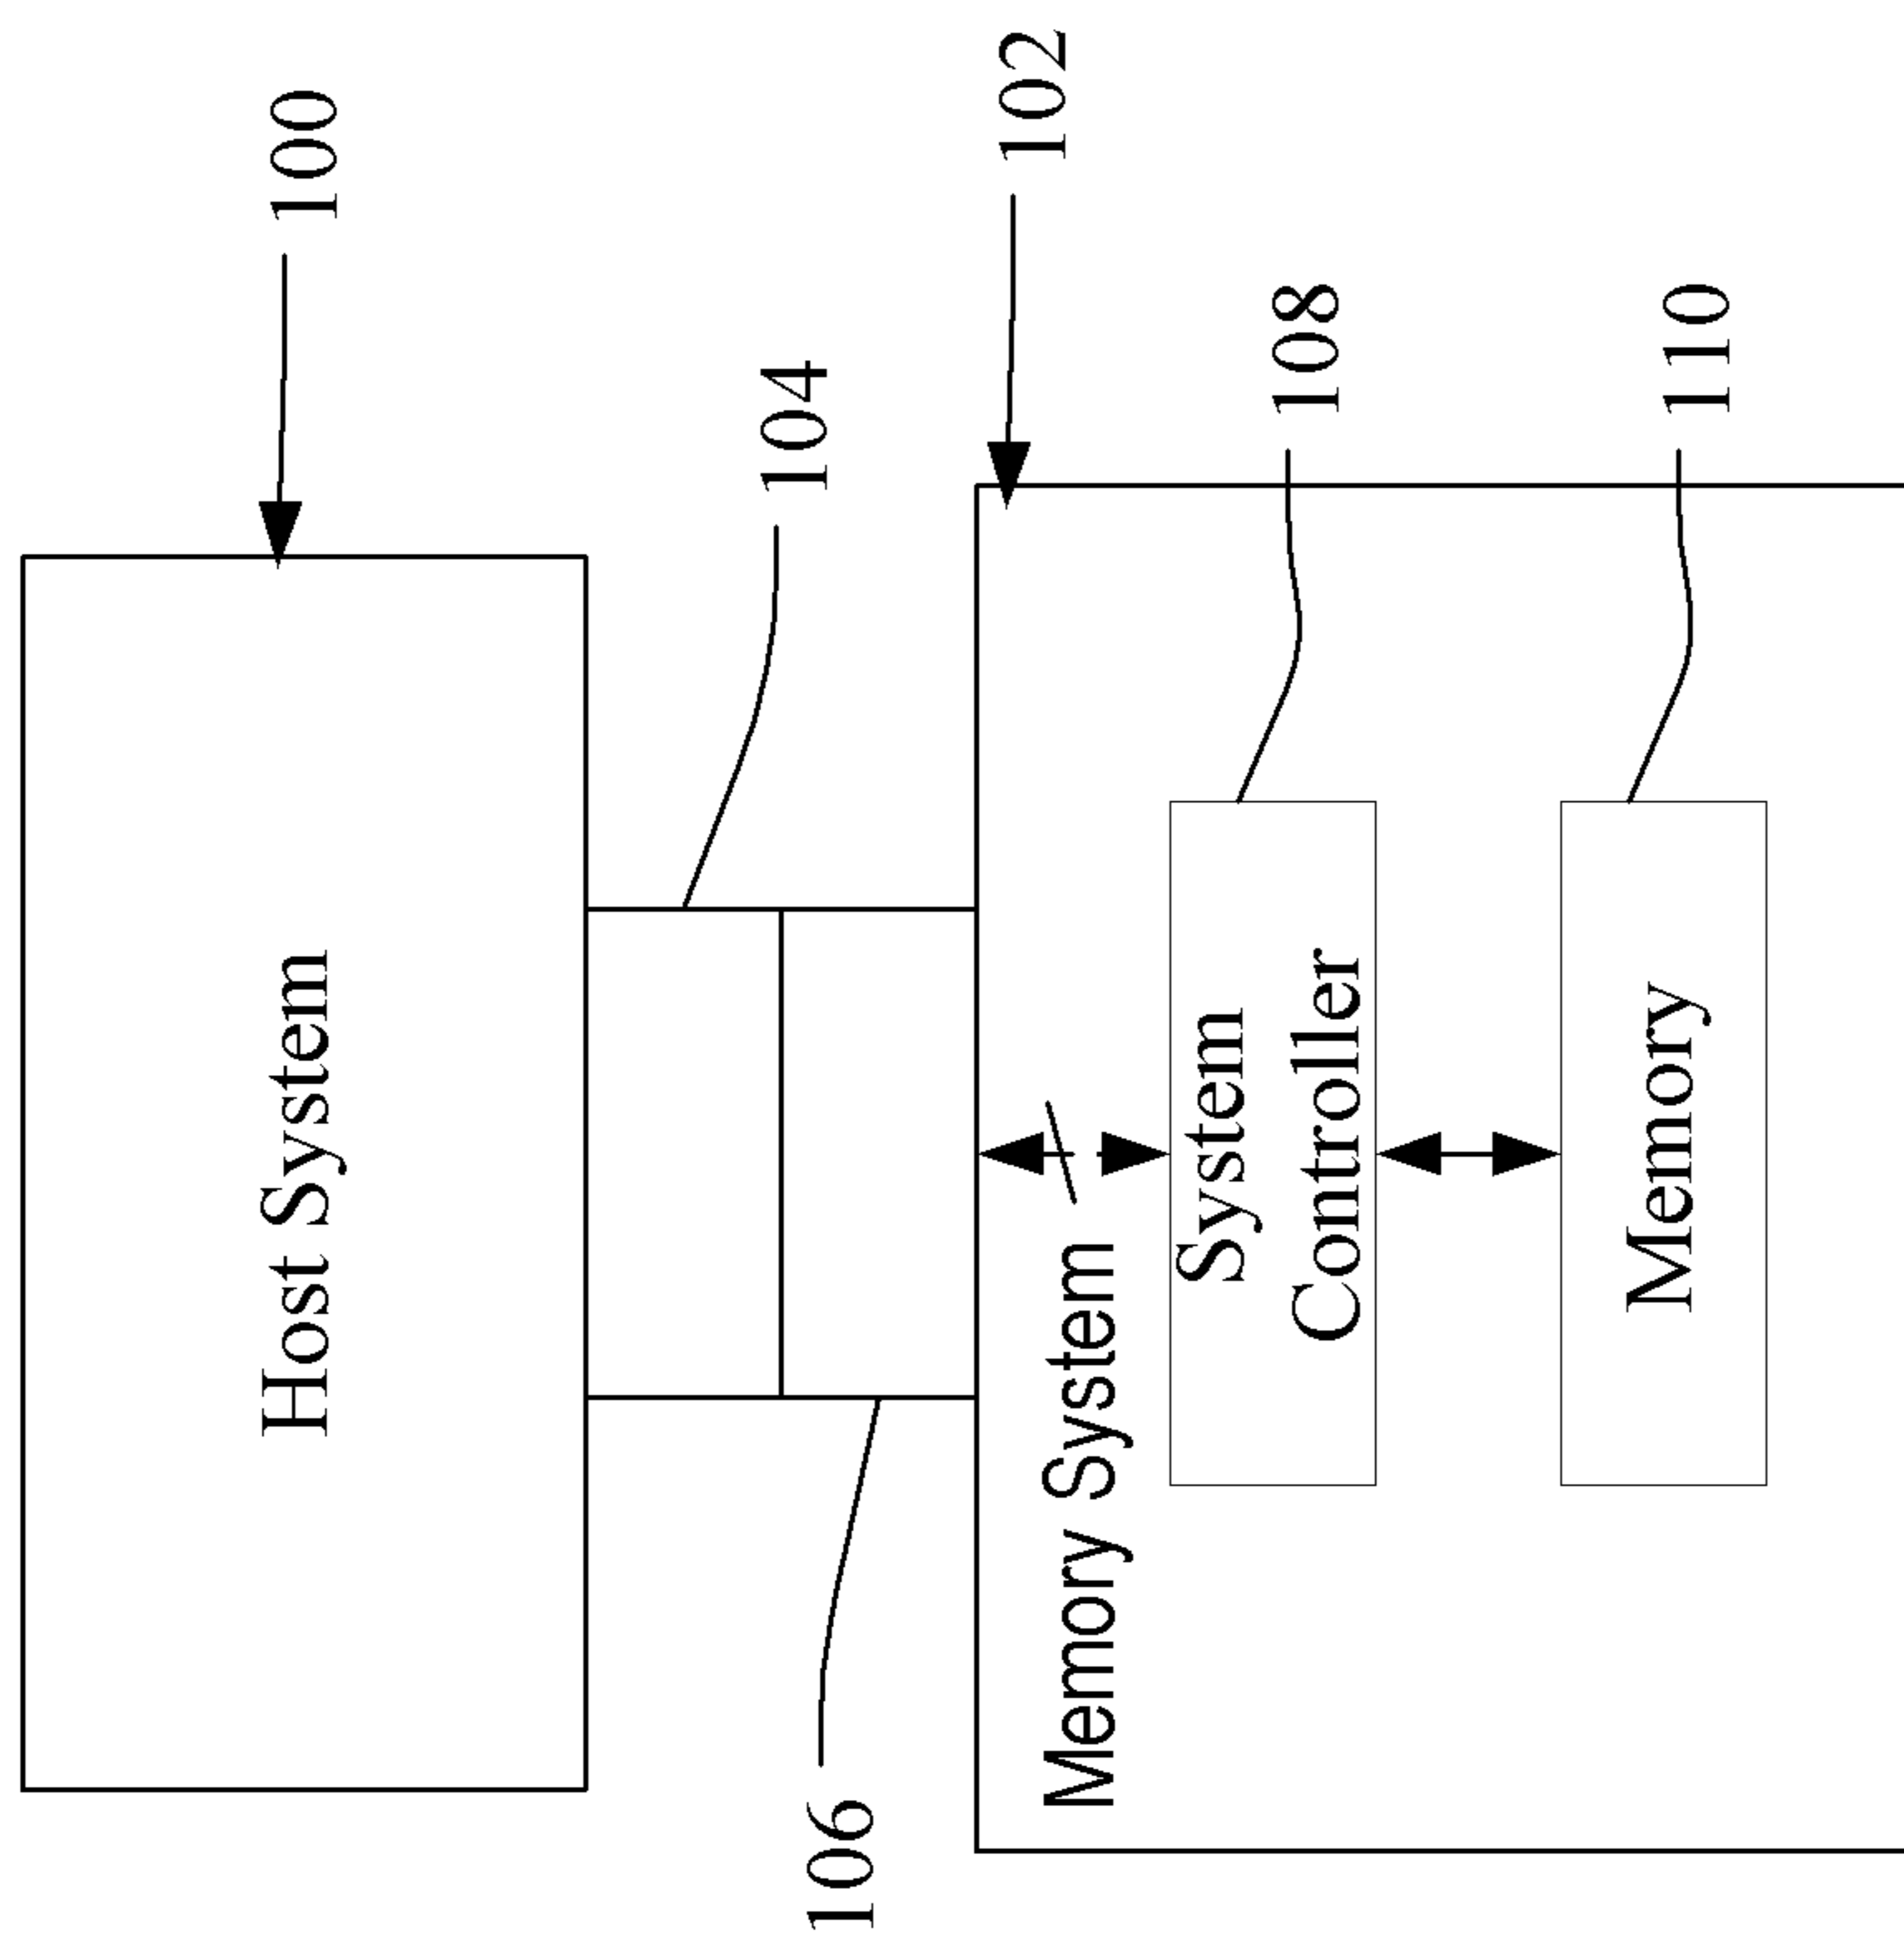 Host System
100
104
106
102
Memory System
System
Controller
108
Memory
110